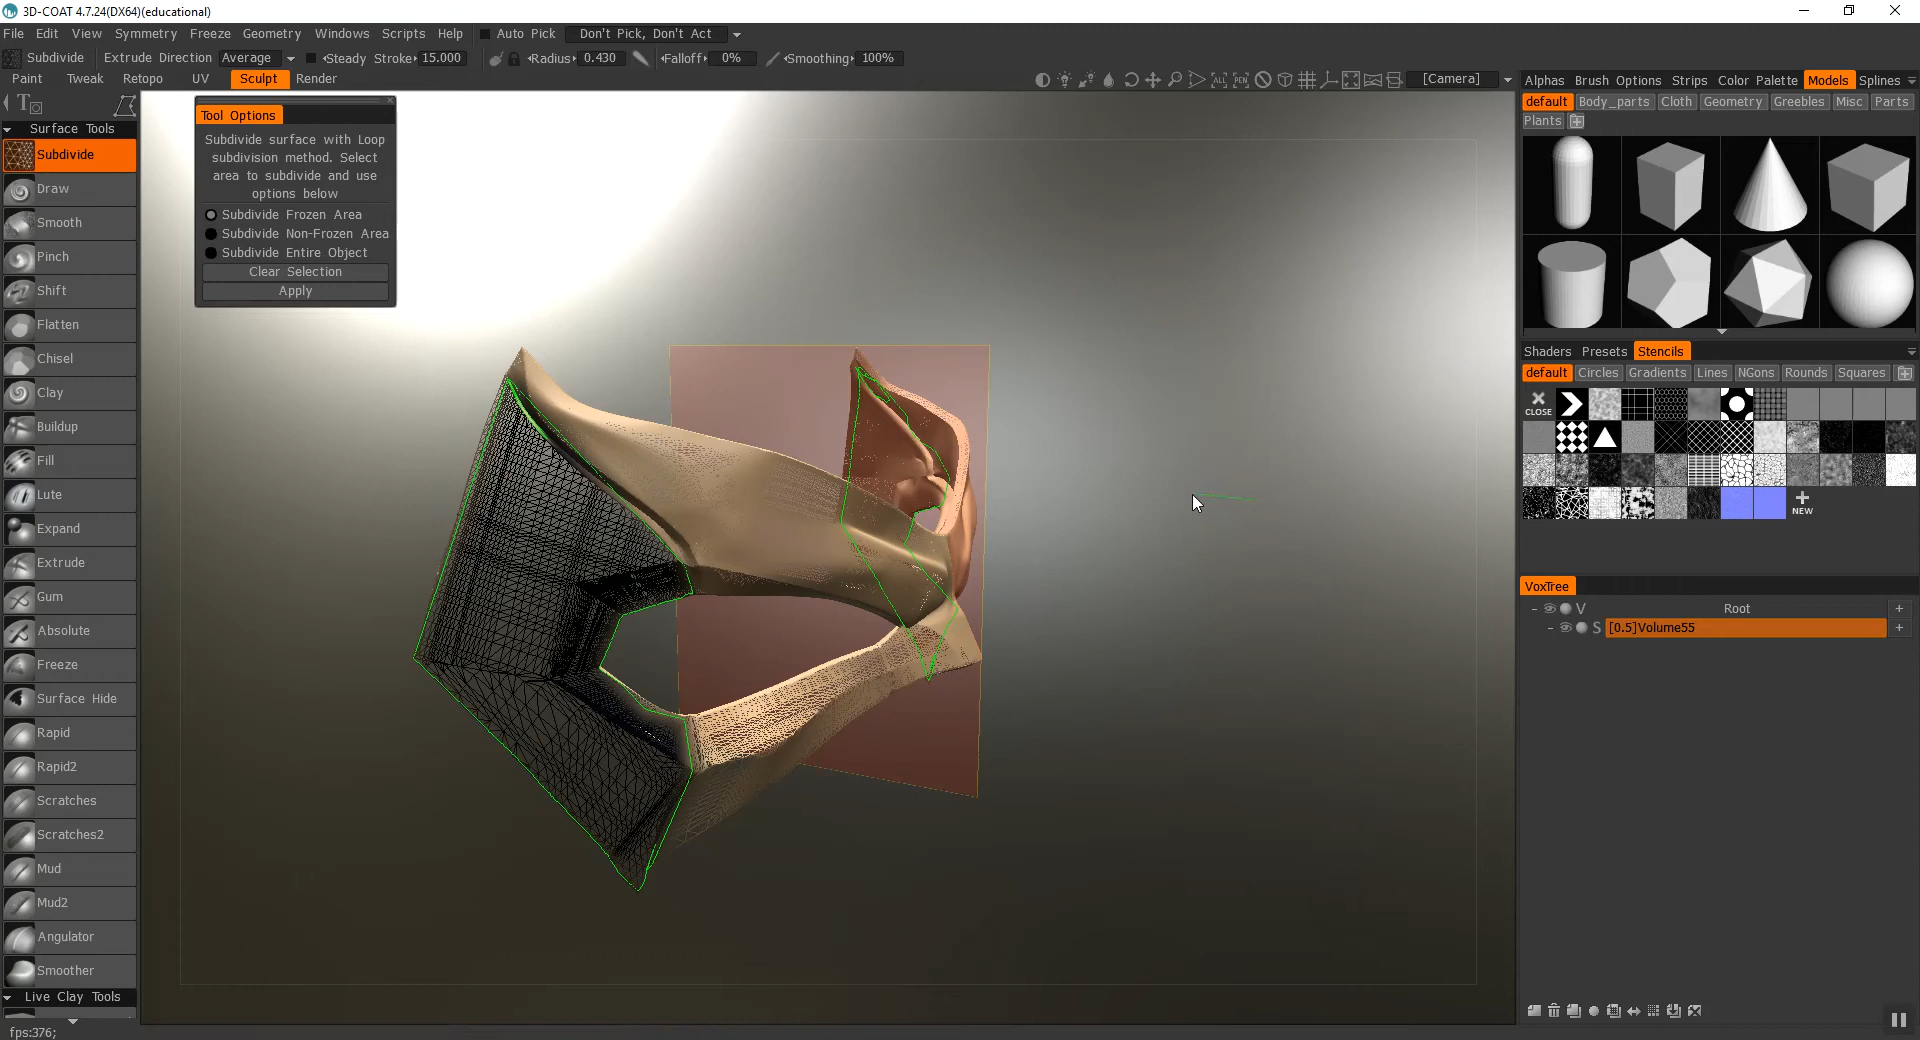 3D-COAT 4.7.24(DX64)(educational)
File Edit View Symmetry Freeze Geometry Windows Scripts Help Auto Pick Don't Pick, Don't Act
Subdivide Extrude Direction Average Steady Stroke 15.000 Radius 0.430 Falloff 0% Smoothing 100%
Paint Tweak Retopo UV Sculpt Render [Camera]
Alphas Brush Options Strips Color Palette Models Splines
default Body_parts Cloth Geometry Greebles Misc Parts
Plants
Surface Tools
Subdivide
Draw
Smooth
Pinch
Shift
Flatten
Chisel
Clay
Buildup
Fill
Lute
Expand
Extrude
Gum
Absolute
Freeze
Surface Hide
Rapid
Rapid2
Scratches
Scratches2
Mud
Mud2
Angulator
Smoother
Live Clay Tools
fps:376;
Tool Options
Subdivide surface with Loop
subdivision method. Select
area to subdivide and use
options below
Subdivide Frozen Area
Subdivide Non-Frozen Area
Subdivide Entire Object
Clear Selection
Apply
Shaders Presets Stencils
default Circles Gradients Lines NGons Rounds Squares
CLOSE
NEW
VoxTree
V Root +
S [0.5]Volume55 +